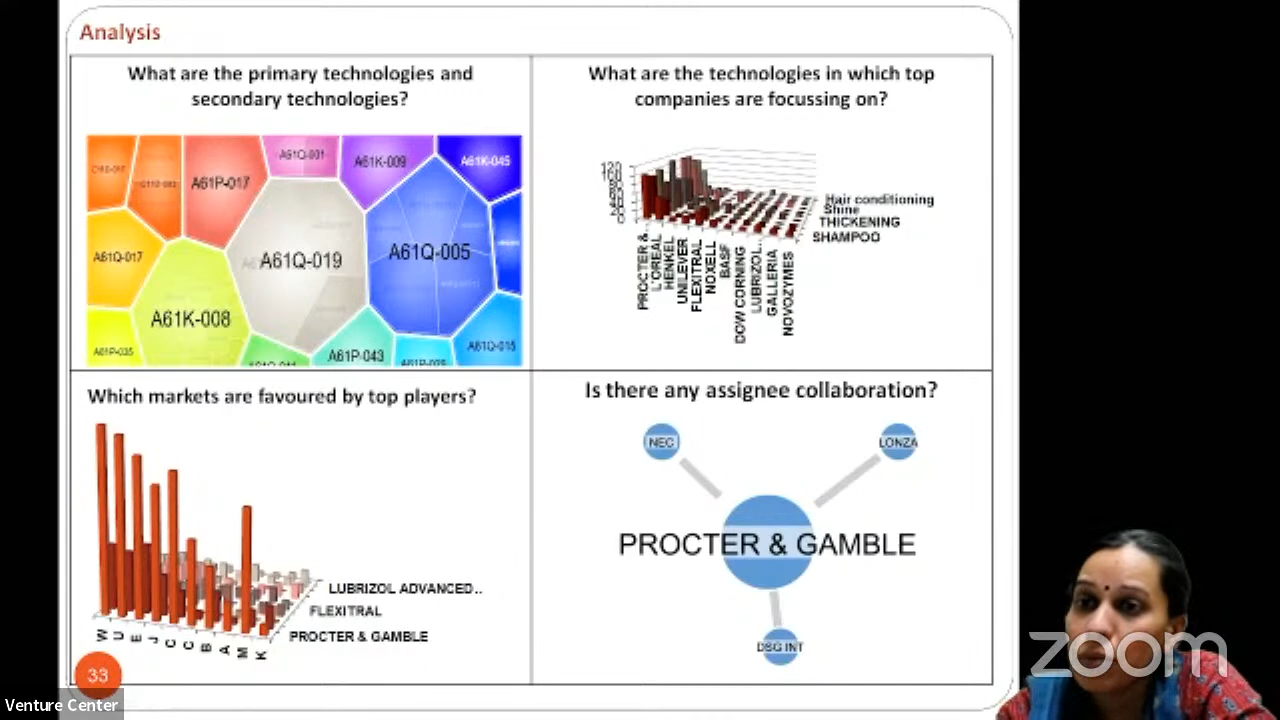 Analysis
What are the primary technologies and
secondary technologies?
A61Q-001
A61K-009
A61K-045
A61P-017
A61Q-017
A61Q-019
A61Q-005
A61K-008
A61P-035
A61P-043
A61Q-015
What are the technologies in which top
companies are focussing on?
120
Hair conditioning
Shine
THICKENING
SHAMPOO
PROCTER &
L'OREAL
HENKEL
UNILEVER
FLEXITRAL
NOXELL
BASF
DOW CORNING
LUBRIZOL..
GALLERIA
NOVOZYMES
Which markets are favoured by top players?
LUBRIZOL ADVANCED..
FLEXITRAL
PROCTER & GAMBLE
W
U
E
J
C
C
B
A
M
K
Is there any assignee collaboration?
NEC
LONZA
PROCTER & GAMBLE
DSG INT
33
Venture Center
zoom